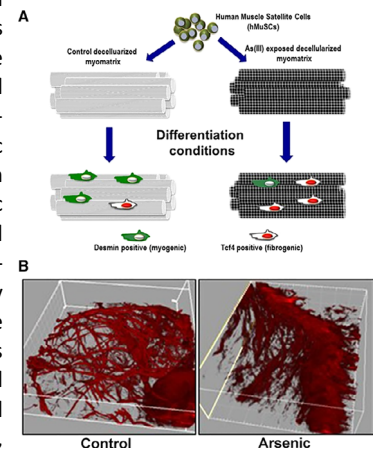 A
Human Muscle Satellite Cells
(hMuSCs)
Control decelluarized
myomatrix
As(III) exposed decellularized
myomatrix
Differentiation
conditions
Desmin positive (myogenic)
Tcf4 positive (fibrogenic)
B
Control
Arsenic